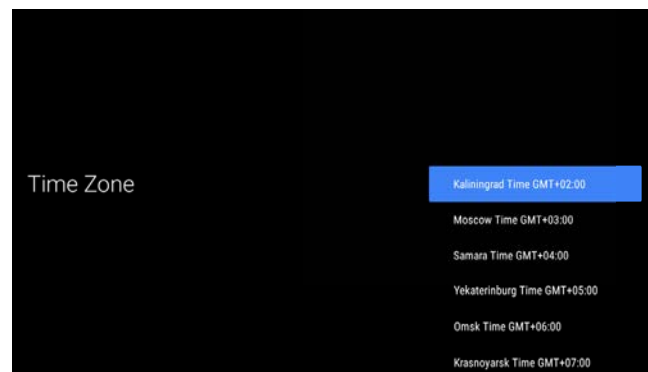 Time Zone
Kaliningrad Time GMT+02:00
Moscow Time GMT+03:00
Samara Time GMT+04:00
Yekaterinburg Time GMT+05:00
Omsk Time GMT+06:00
Krasnoyarsk Time GMT+07:00